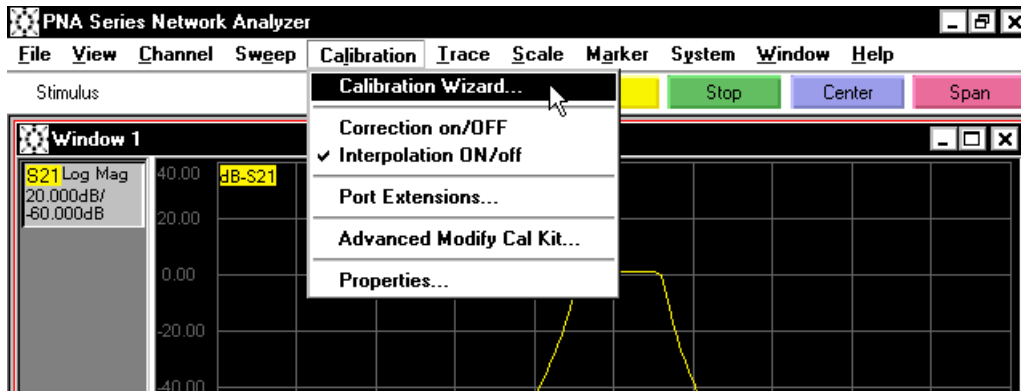 PNA Series Network Analyzer
File View Channel Sweep Calibration Trace Scale Marker System Window Help
Stimulus Stop Center Span
Calibration Wizard...
Correction on/OFF
Interpolation ON/off
Port Extensions...
Advanced Modify Cal Kit...
Properties...
Window 1
S21 Log Mag
20.000dB/
-60.000dB
40.00 dB-S21
20.00
0.00
-20.00
-40.00